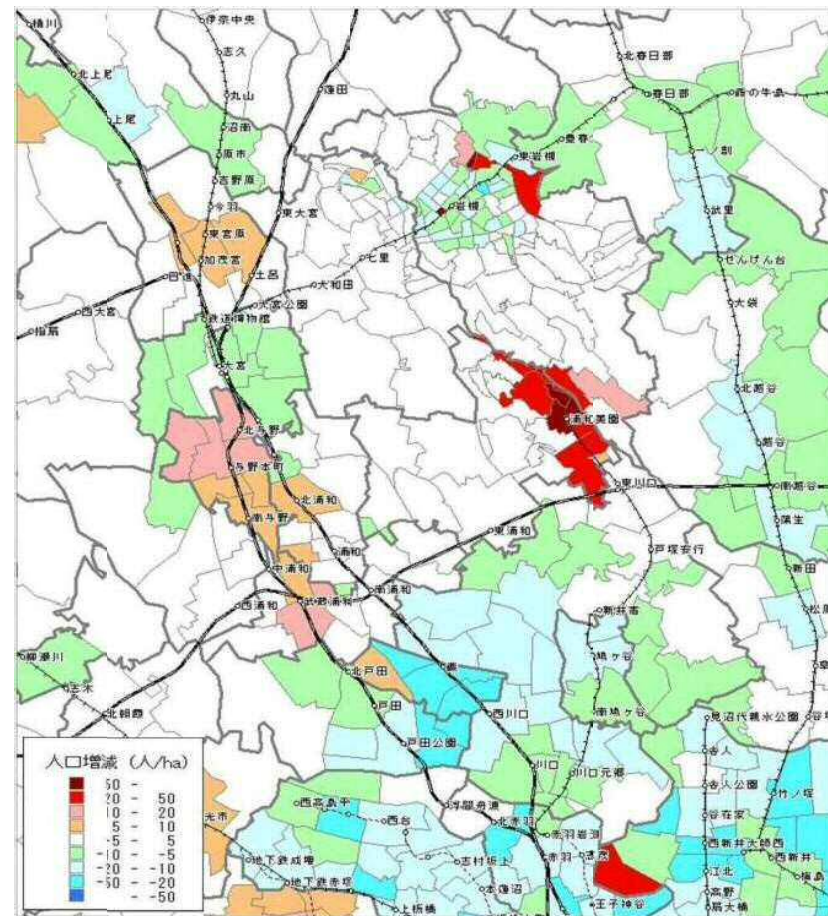 桶川
伊奈中央
志久
丸山
蓮田
北上尾
上尾
沼南
原市
吉野原
今羽
東宮原
加茂宮
東大宮
土呂
日進
西大宮
指扇
大宮公園
大和田
七里
岩槻
東岩槻
豊春
北春日部
春日部
武里
せんげん台
大袋
北越谷
越谷
南越谷
蒲生
新田
鉄道博物館
大宮
北与野
与野本町
南与野
北浦和
浦和
中浦和
武蔵浦和
西浦和
南浦和
東浦和
浦和美園
東川口
戸塚安行
新井宿
鳩ヶ谷
南鳩ヶ谷
柳瀬川
志木
北朝霞
北戸田
戸田
戸田公園
蕨
西川口
川口
川口元郷
見沼代親水公園
舎人
舎人公園
谷在家
西新井大師西
江北
高野
扇大橋
竹ノ塚
西新井
梅島
浮間舟渡
北赤羽
赤羽岩淵
赤羽
志茂
王子神谷
西高島平
西台
志村坂上
本蓮沼
上板橋
地下鉄成増
地下鉄赤塚
人口増減 (人/ha)
50 -
20 - 50
10 - 20
5 - 10
-5 - 5
-10 - -5
-20 - -10
-50 - -20
- -50